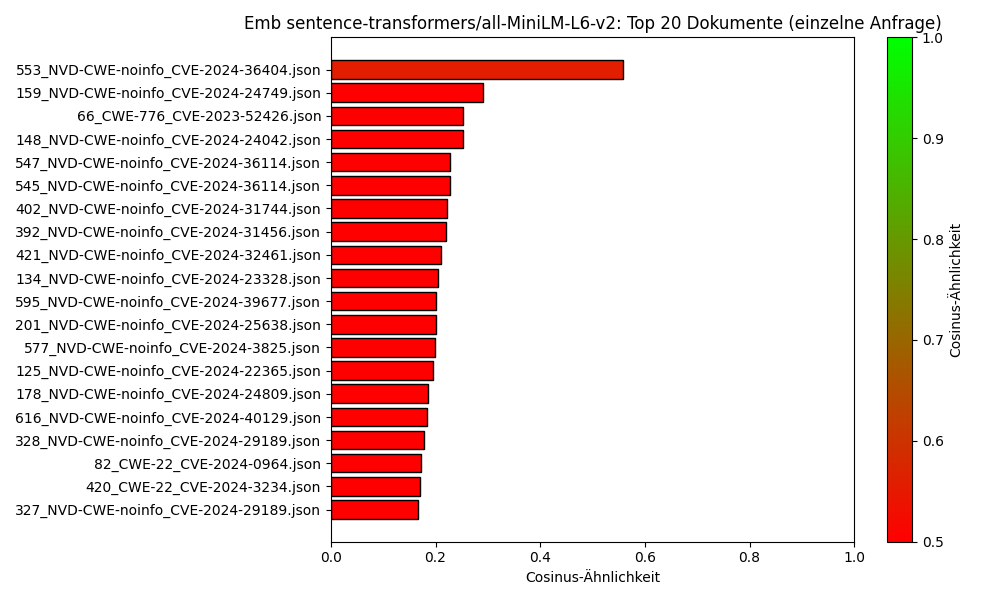 Emb sentence-transformers/all-MiniLM-L6-v2: Top 20 Dokumente (einzelne Anfrage)
553_NVD-CWE-noinfo_CVE-2024-36404.json
159_NVD-CWE-noinfo_CVE-2024-24749.json
66_CWE-776_CVE-2023-52426.json
148_NVD-CWE-noinfo_CVE-2024-24042.json
547_NVD-CWE-noinfo_CVE-2024-36114.json
545_NVD-CWE-noinfo_CVE-2024-36114.json
402_NVD-CWE-noinfo_CVE-2024-31744.json
392_NVD-CWE-noinfo_CVE-2024-31456.json
421_NVD-CWE-noinfo_CVE-2024-32461.json
134_NVD-CWE-noinfo_CVE-2024-23328.json
595_NVD-CWE-noinfo_CVE-2024-39677.json
201_NVD-CWE-noinfo_CVE-2024-25638.json
577_NVD-CWE-noinfo_CVE-2024-3825.json
125_NVD-CWE-noinfo_CVE-2024-22365.json
178_NVD-CWE-noinfo_CVE-2024-24809.json
616_NVD-CWE-noinfo_CVE-2024-40129.json
328_NVD-CWE-noinfo_CVE-2024-29189.json
82_CWE-22_CVE-2024-0964.json
420_CWE-22_CVE-2024-3234.json
327_NVD-CWE-noinfo_CVE-2024-29189.json
0.0 0.2 0.4 0.6 0.8 1.0
Cosinus-Ähnlichkeit
1.0
0.9
0.8
0.7
0.6
0.5
Cosinus-Ähnlichkeit